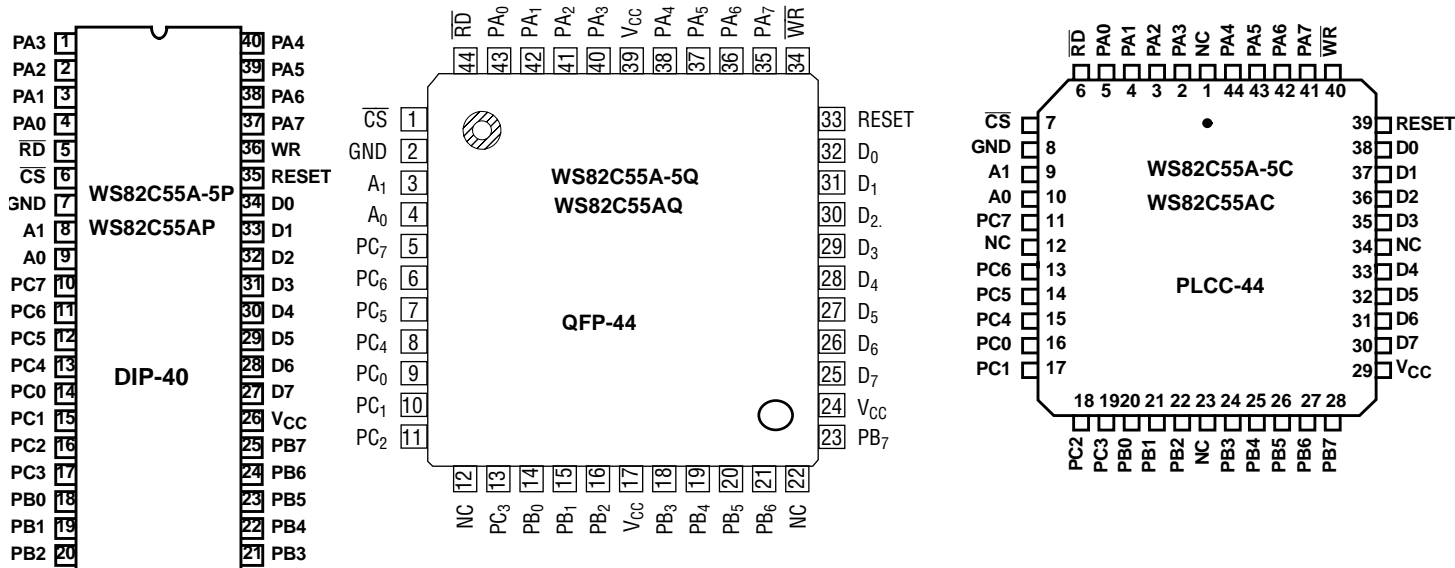 PA3 1 40 PA4
PA2 2 39 PA5
PA1 3 38 PA6
PA0 4 37 PA7
RD 5 36 WR
CS 6 35 RESET
GND 7 34 D0
A1 8 33 D1
A0 9 32 D2
PC7 10 31 D3
PC6 11 30 D4
PC5 12 29 D5
PC4 13 28 D6
PC0 14 27 D7
PC1 15 26 VCC
PC2 16 25 PB7
PC3 17 24 PB6
PB0 18 23 PB5
PB1 19 22 PB4
PB2 20 21 PB3
WS82C55A-5P
WS82C55AP
DIP-40
RD PA0 PA1 PA2 PA3 VCC PA4 PA5 PA6 PA7 WR
44 43 42 41 40 39 38 37 36 35 34
CS 1 33 RESET
GND 2 32 D0
A1 3 31 D1
A0 4 30 D2.
PC7 5 29 D3
PC6 6 28 D4
PC5 7 27 D5
PC4 8 26 D6
PC0 9 25 D7
PC1 10 24 VCC
PC2 11 23 PB7
WS82C55A-5Q
WS82C55AQ
QFP-44
12 13 14 15 16 17 18 19 20 21 22
NC PC3 PB0 PB1 PB2 VCC PB3 PB4 PB5 PB6 NC
RD PA0 PA1 PA2 PA3 NC PA4 PA5 PA6 PA7 WR
6 5 4 3 2 1 44 43 42 41 40
CS 7 39 RESET
GND 8 38 D0
A1 9 37 D1
A0 10 36 D2
PC7 11 35 D3
NC 12 34 NC
PC6 13 33 D4
PC5 14 32 D5
PC4 15 31 D6
PC0 16 30 D7
PC1 17 29 VCC
WS82C55A-5C
WS82C55AC
PLCC-44
18 19 20 21 22 23 24 25 26 27 28
PC2 PC3 PB0 PB1 PB2 NC PB3 PB4 PB5 PB6 PB7